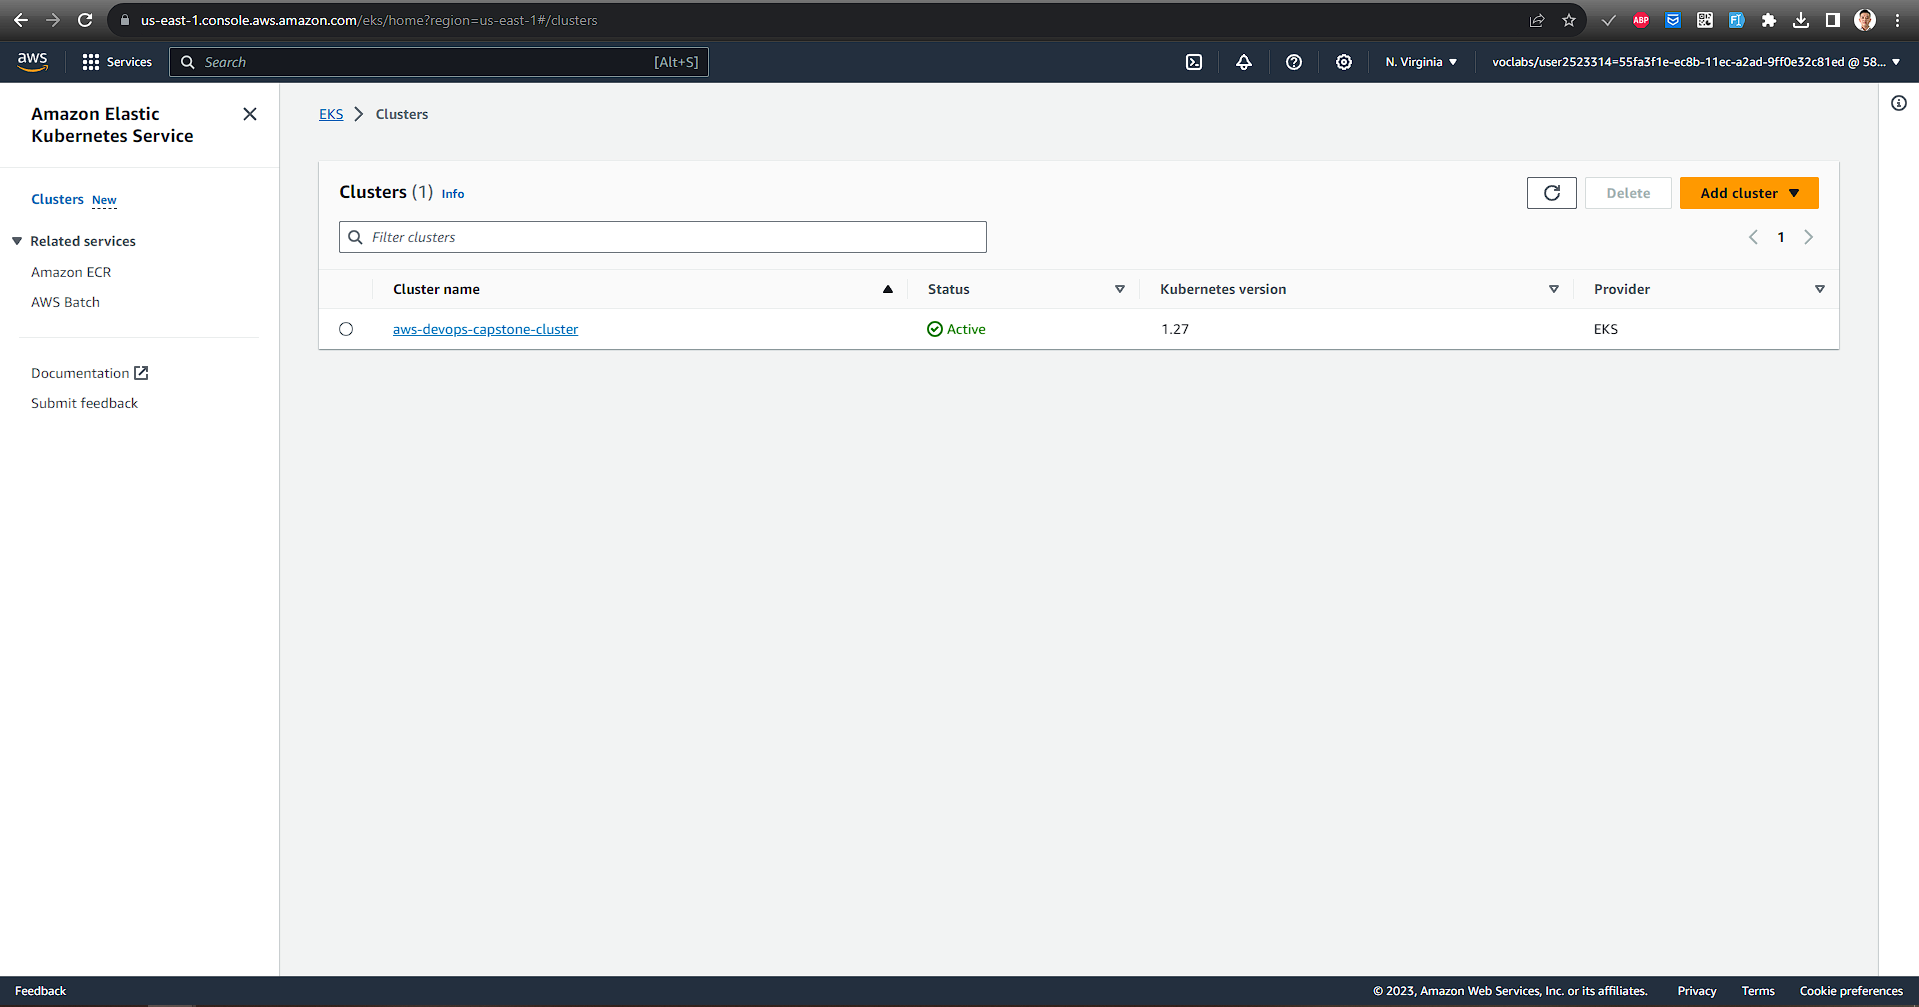 us-east-1.console.aws.amazon.com/eks/home?region=us-east-1#/clusters
ABP
aws
Services
Search
[Alt+S]
N. Virginia
voclabs/user2523314=55fa3f1e-ec8b-11ec-a2ad-9ff0e32c81ed @ 58...
Amazon Elastic
Kubernetes Service
Clusters New
Related services
Amazon ECR
AWS Batch
Documentation
Submit feedback
EKS Clusters
Clusters (1) Info
Delete
Add cluster
Filter clusters
1
Cluster name Status Kubernetes version Provider
aws-devops-capstone-cluster Active 1.27 EKS
Feedback
© 2023, Amazon Web Services, Inc. or its affiliates. Privacy Terms Cookie preferences